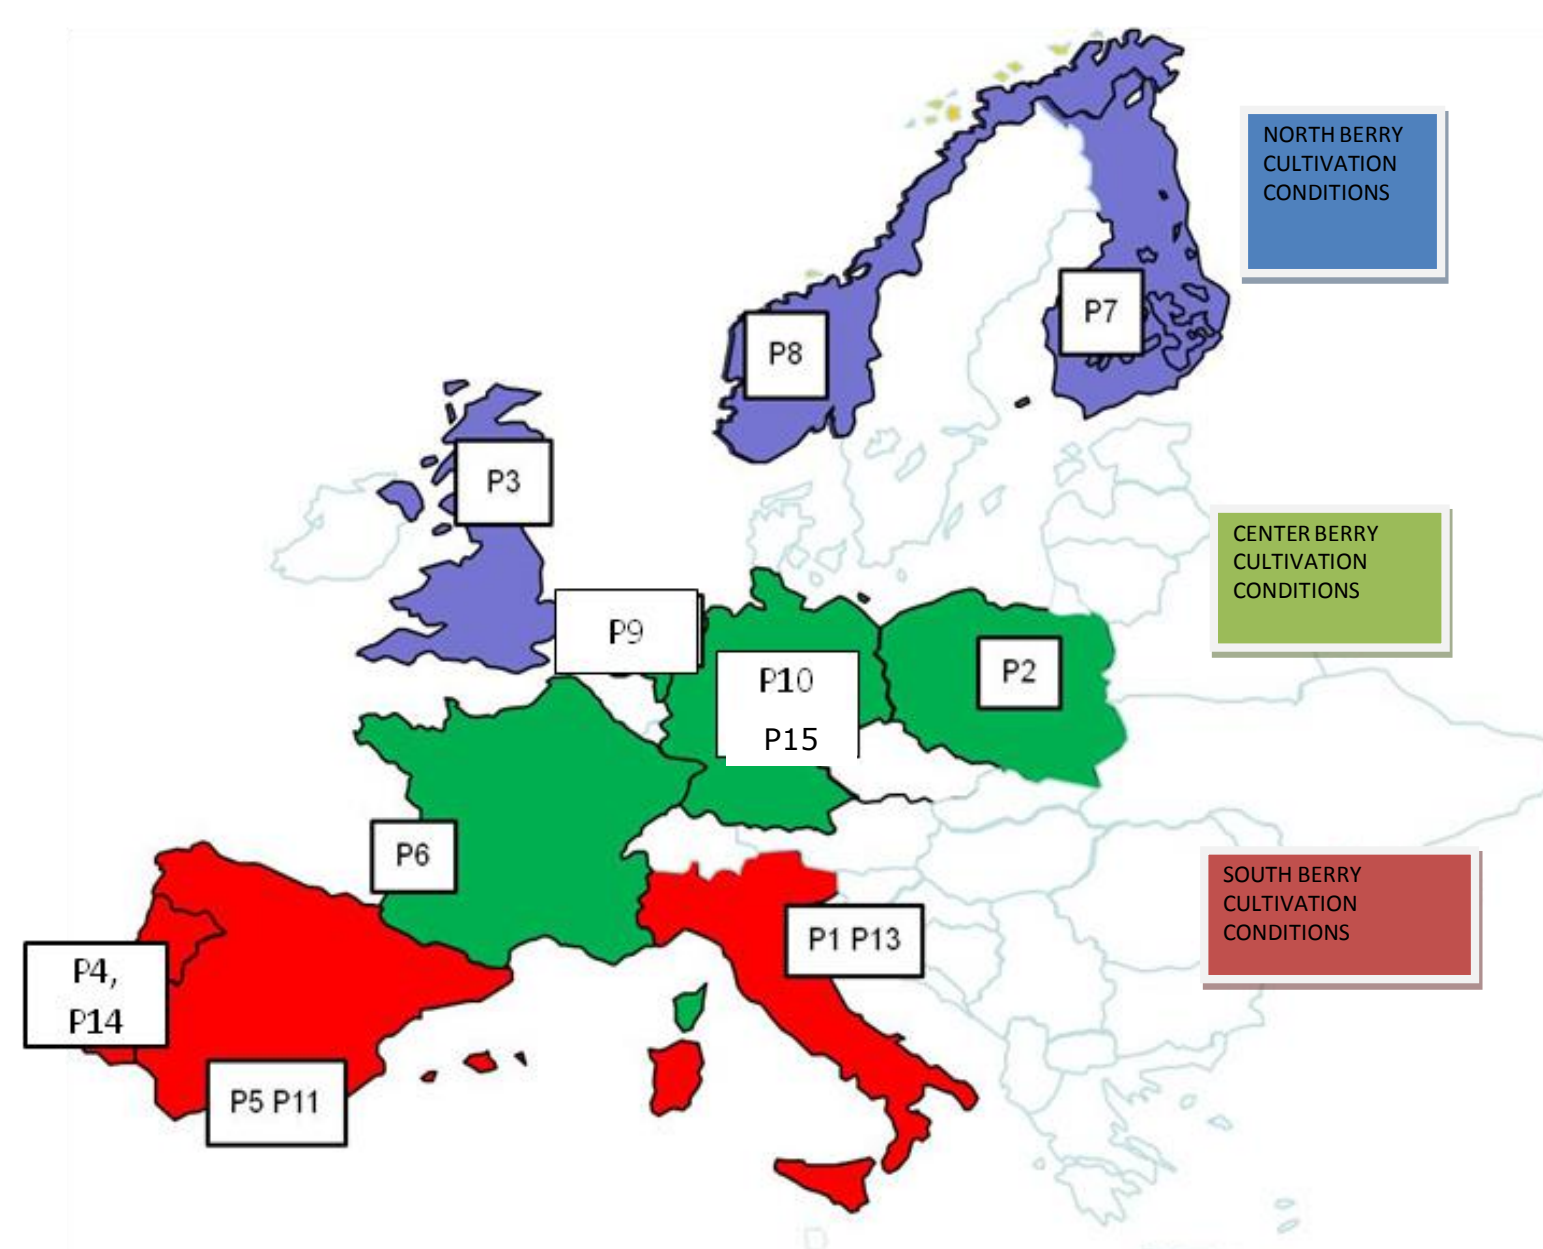 NORTH BERRY
CULTIVATION
CONDITIONS
P7
P8
P3
CENTER BERRY
CULTIVATION
CONDITIONS
P9
P2
P10
P15
P6
SOUTH BERRY
CULTIVATION
CONDITIONS
P1 P13
P4,
P14
P5 P11